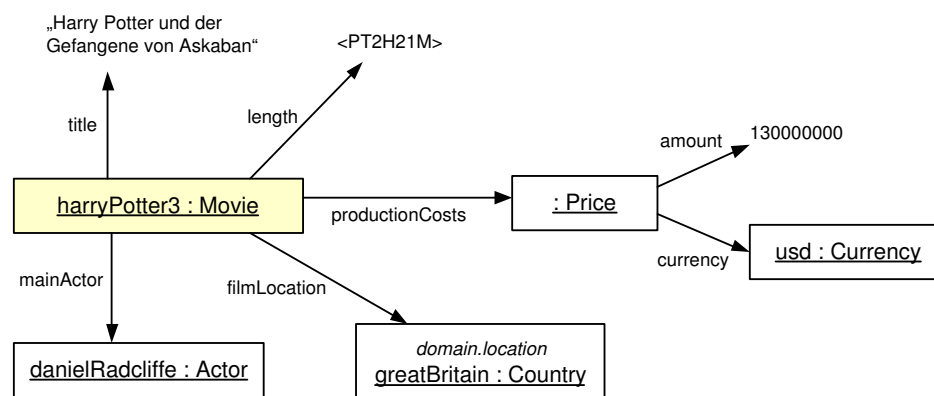 „Harry Potter und der
Gefangene von Askaban“
<PT2H21M>
title
length
amount
130000000
harryPotter3 : Movie
productionCosts
: Price
mainActor
filmLocation
currency
usd : Currency
danielRadcliffe : Actor
domain.location
greatBritain : Country